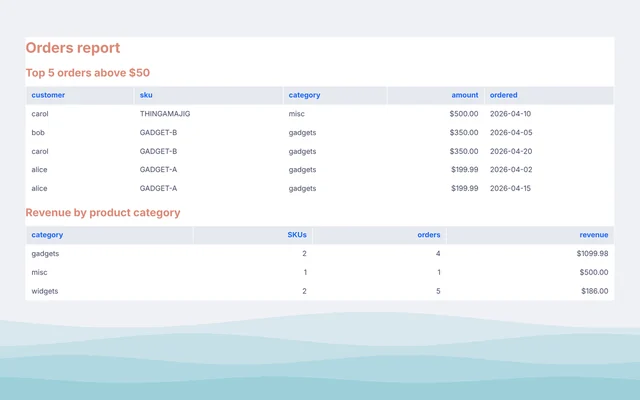 Orders report
Top 5 orders above $50
customer sku category amount ordered
carol THINGAMAJIG misc $500.00 2026-04-10
bob GADGET-B gadgets $350.00 2026-04-05
carol GADGET-B gadgets $350.00 2026-04-20
alice GADGET-A gadgets $199.99 2026-04-02
alice GADGET-A gadgets $199.99 2026-04-15
Revenue by product category
category SKUs orders revenue
gadgets 2 4 $1099.98
misc 1 1 $500.00
widgets 2 5 $186.00